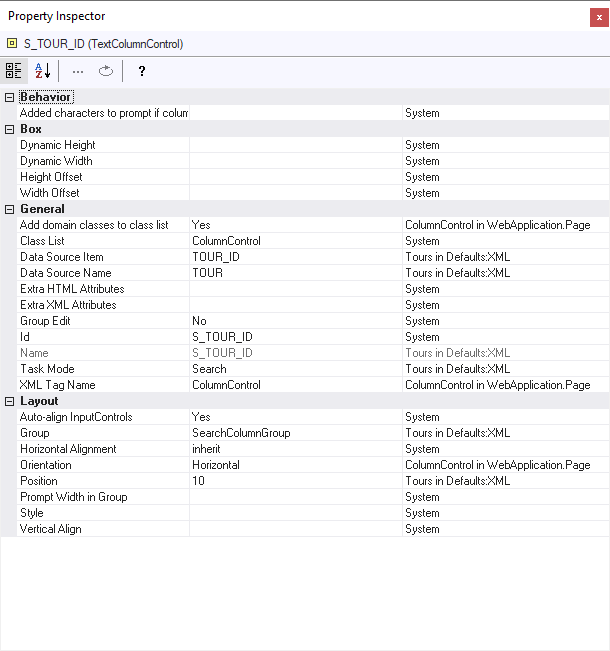 Property Inspector
x
S_TOUR_ID (TextColumnControl)
A Z ... ?
Behavior
Added characters to prompt if colum System
Box
Dynamic Height System
Dynamic Width System
Height Offset System
Width Offset System
General
Add domain classes to class list Yes ColumnControl in WebApplication.Page
Class List ColumnControl System
Data Source Item TOUR_ID Tours in Defaults:XML
Data Source Name TOUR Tours in Defaults:XML
Extra HTML Attributes System
Extra XML Attributes System
Group Edit No System
Id S_TOUR_ID System
Name S_TOUR_ID Tours in Defaults:XML
Task Mode Search Tours in Defaults:XML
XML Tag Name ColumnControl ColumnControl in WebApplication.Page
Layout
Auto-align InputControls Yes System
Group SearchColumnGroup Tours in Defaults:XML
Horizontal Alignment inherit System
Orientation Horizontal ColumnControl in WebApplication.Page
Position 10 Tours in Defaults:XML
Prompt Width in Group System
Style System
Vertical Align System